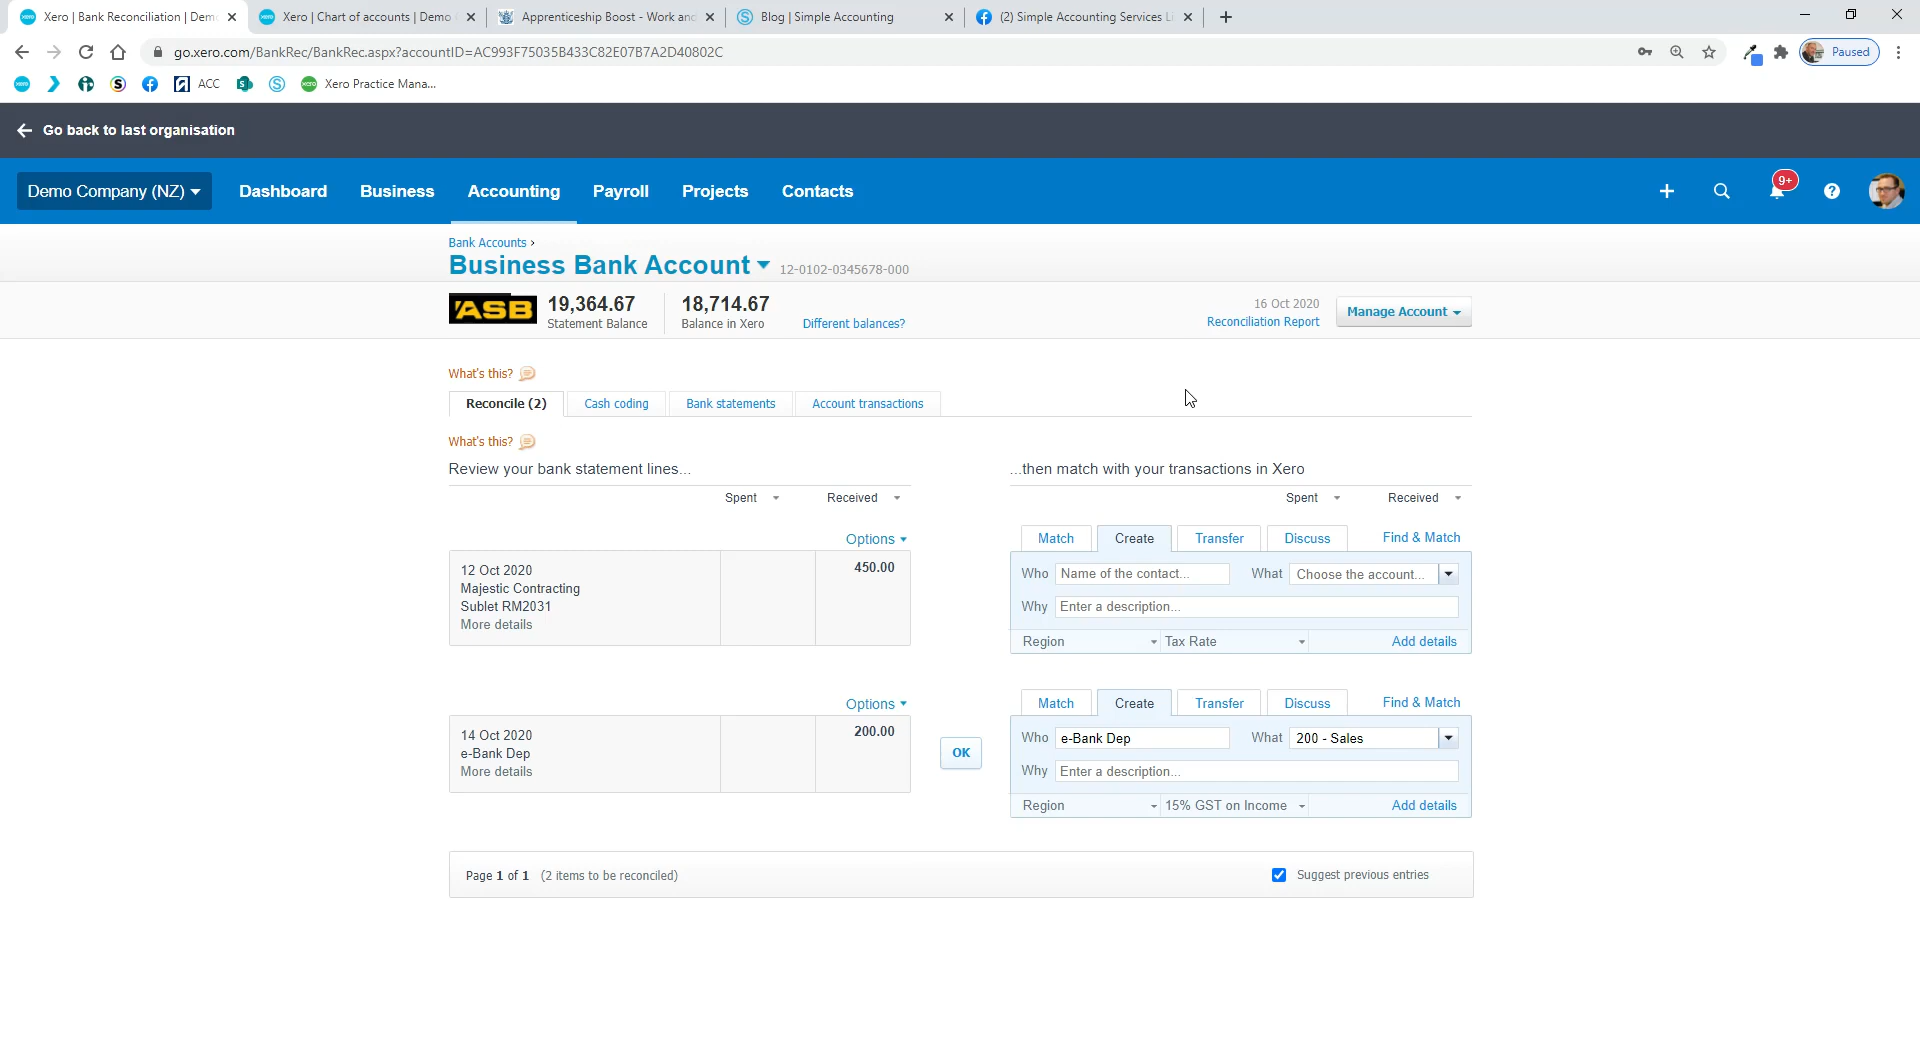 Xero | Bank Reconciliation | Dem
Xero | Chart of accounts | Demo
Apprenticeship Boost - Work and
Blog | Simple Accounting
(2) Simple Accounting Services Li
go.xero.com/BankRec/BankRec.aspx?accountID=AC993F75035B433C82E07B7A2D40802C
Paused
ACC
Xero Practice Mana...
Go back to last organisation
Demo Company (NZ)
Dashboard
Business
Accounting
Payroll
Projects
Contacts
9+
Bank Accounts ›
Business Bank Account 12-0102-0345678-000
ASB
19,364.67
Statement Balance
18,714.67
Balance in Xero
Different balances?
16 Oct 2020
Reconciliation Report
Manage Account
What's this?
Reconcile (2)
Cash coding
Bank statements
Account transactions
What's this?
Review your bank statement lines...
...then match with your transactions in Xero
Spent
Received
Spent
Received
Options
12 Oct 2020
Majestic Contracting
Sublet RM2031
More details
450.00
Match
Create
Transfer
Discuss
Find & Match
Who Name of the contact...
What Choose the account...
Why Enter a description...
Region
Tax Rate
Add details
Options
14 Oct 2020
e-Bank Dep
More details
200.00
OK
Match
Create
Transfer
Discuss
Find & Match
Who e-Bank Dep
What 200 - Sales
Why Enter a description...
Region
15% GST on Income
Add details
Page 1 of 1 (2 items to be reconciled)
Suggest previous entries